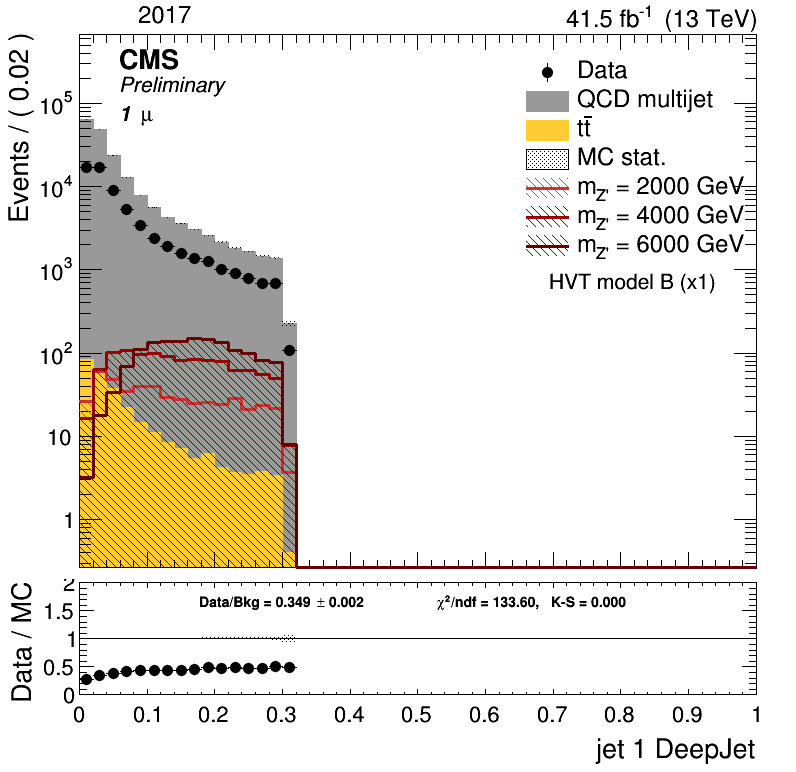 2017
41.5 fb⁻¹ (13 TeV)
Events / ( 0.02 )
CMS
Preliminary
1 μ
Data
QCD multijet
tt̄
MC stat.
m_Z' = 2000 GeV
m_Z' = 4000 GeV
m_Z' = 6000 GeV
HVT model B (x1)
10⁵
10⁴
10³
10²
10
1
Data / MC
2
1.5
1
0.5
0
Data/Bkg = 0.349 ± 0.002
χ²/ndf = 133.60, K-S = 0.000
0 0.1 0.2 0.3 0.4 0.5 0.6 0.7 0.8 0.9 1
jet 1 DeepJet